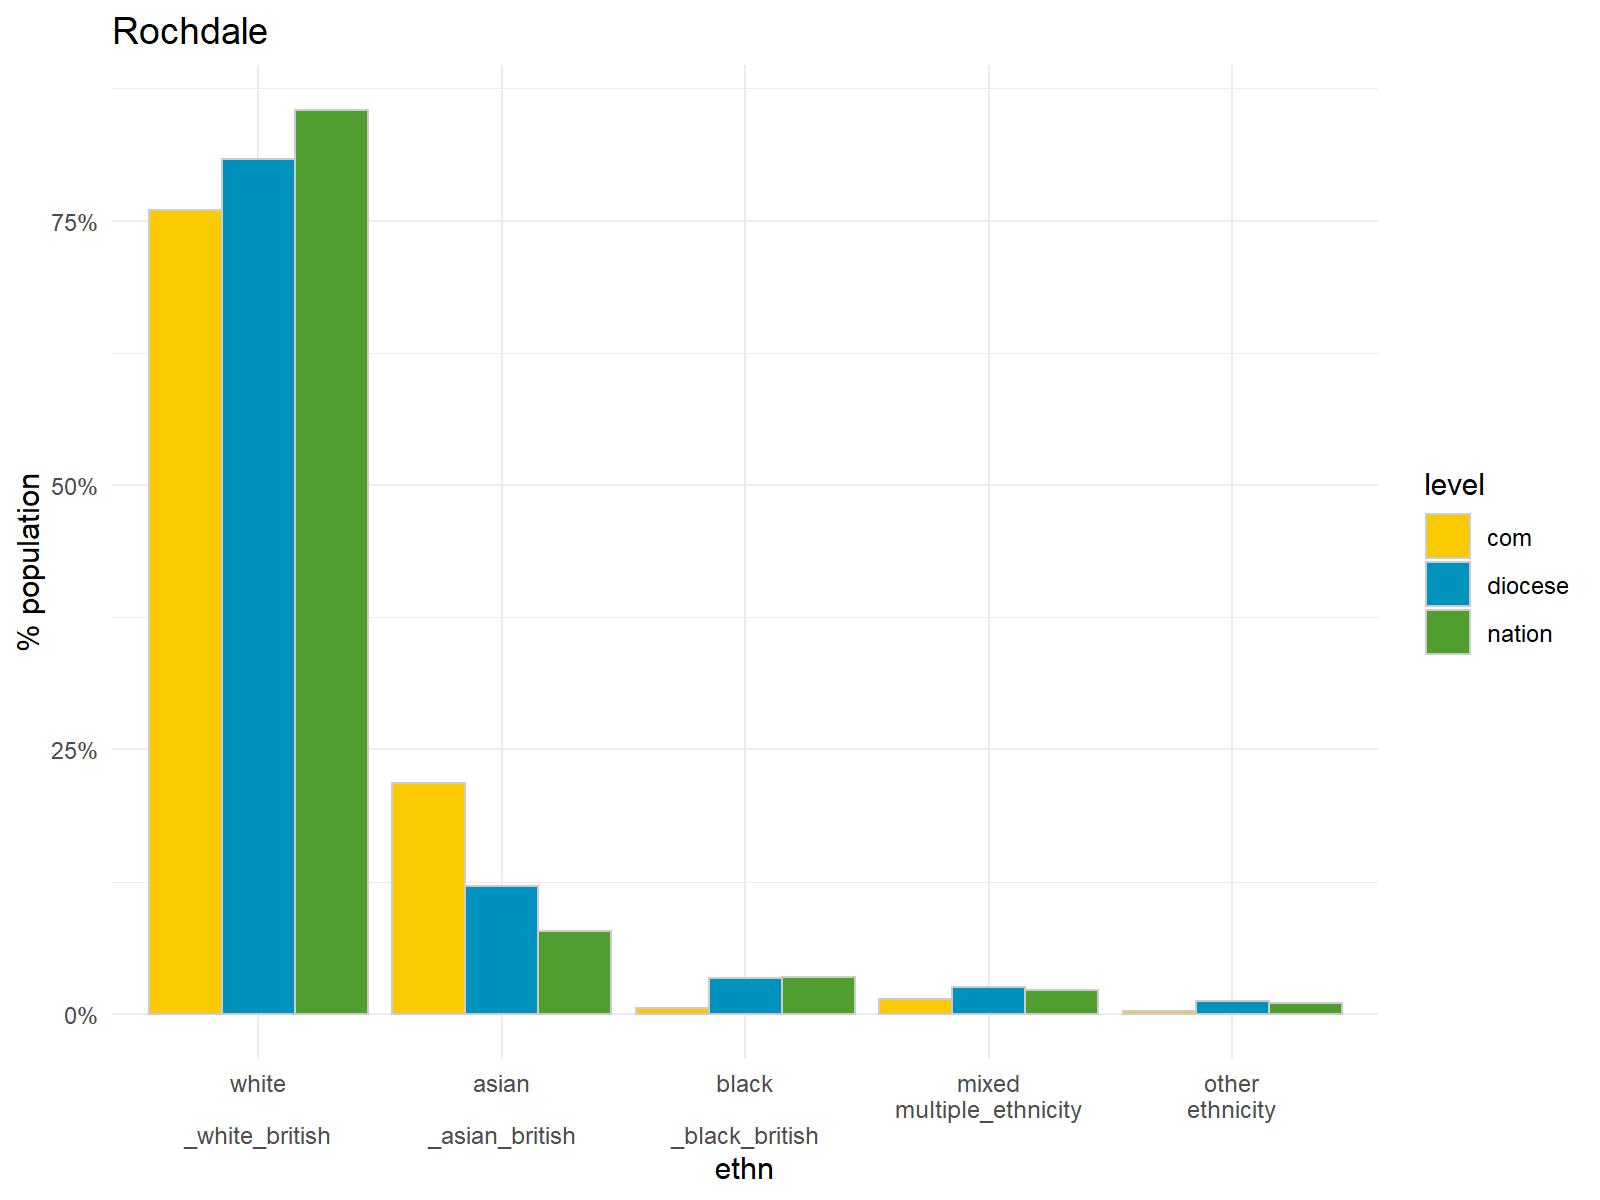 Rochdale
% population
75%
50%
25%
0%
white
_white_british
asian
_asian_british
black
_black_british
mixed
multiple_ethnicity
other
ethnicity
ethn
level
com
diocese
nation